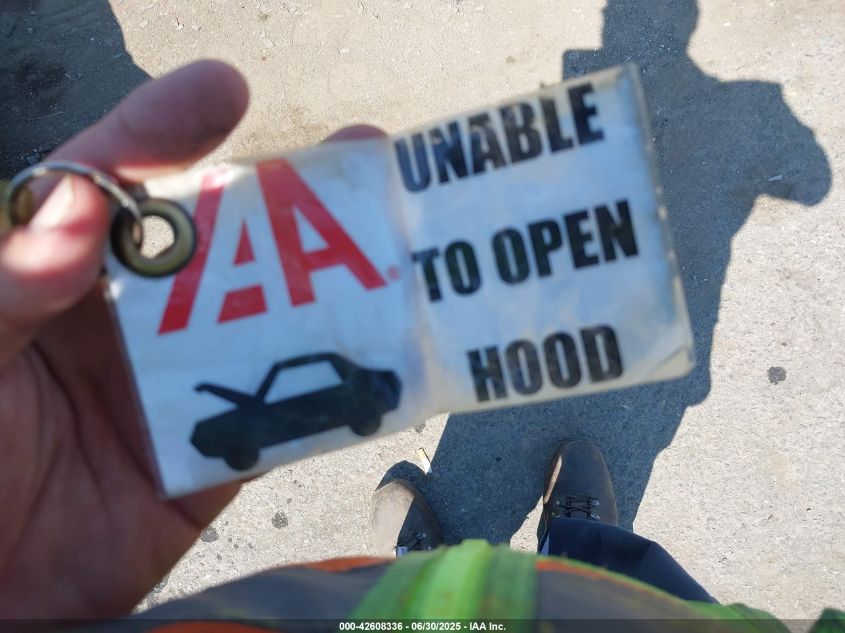 IAA®
UNABLE
TO OPEN
HOOD
000-42608336 - 06/30/2025 - IAA Inc.